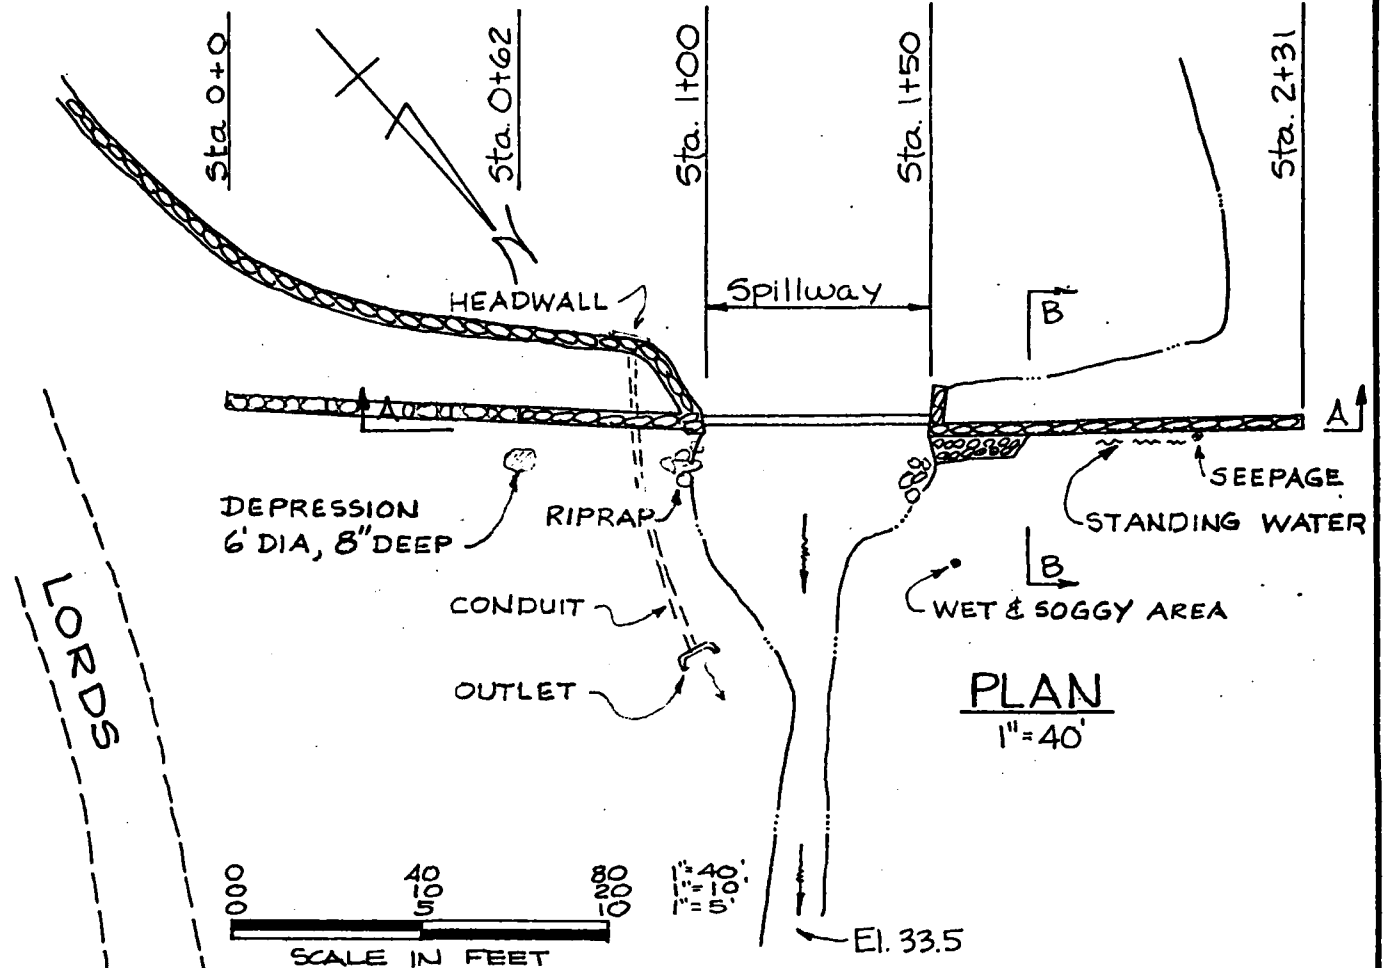 Sta 0+0
Sta. 0+62
Sta. 1+00
Sta. 1+50
Sta. 2+31
HEADWALL
Spillway
B
A
A
DEPRESSION
6' DIA, 8" DEEP
RIPRAP
SEEPAGE
STANDING WATER
B
CONDUIT
WET & SOGGY AREA
OUTLET
LORDS
PLAN
1"=40'
0 40 80 1"=40'
0 10 20 1"=10'
0 5 10 1"=5'
SCALE IN FEET
El. 33.5